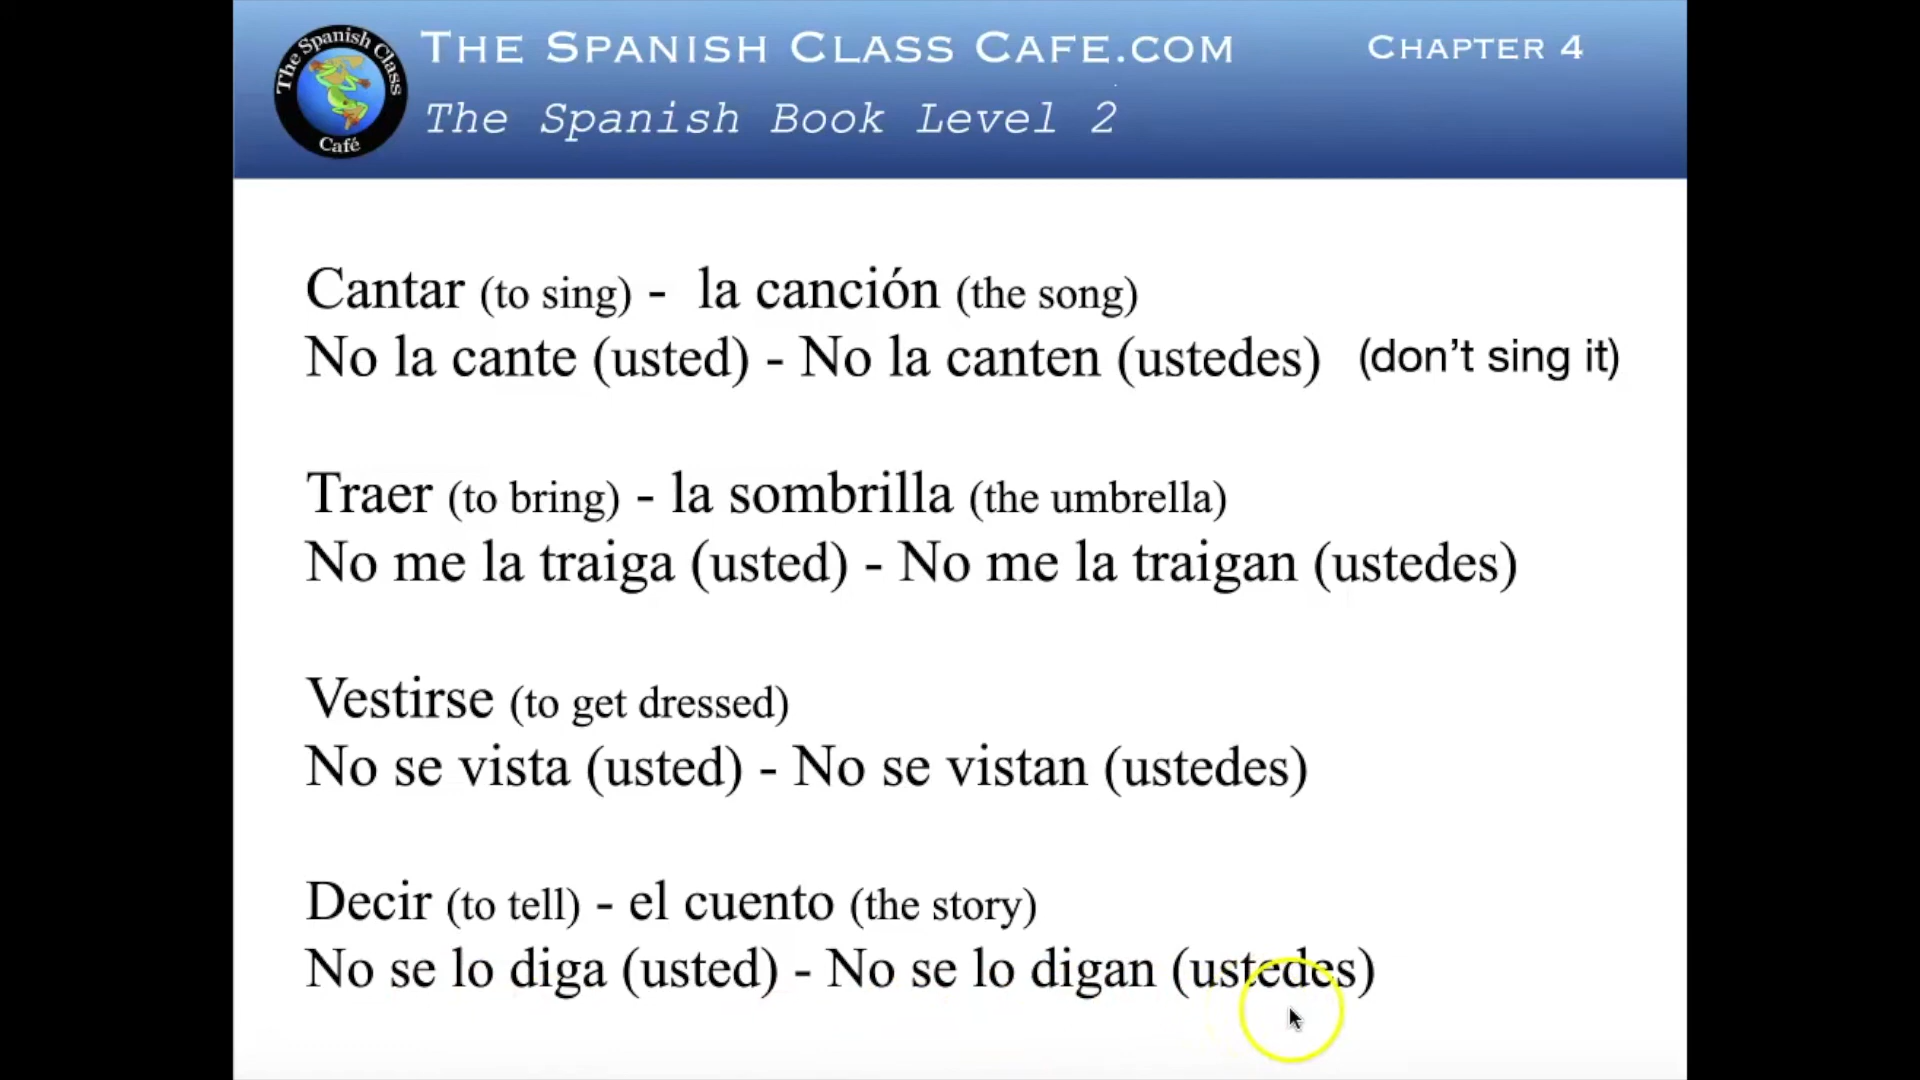 The Spanish Class
Café
THE SPANISH CLASS CAFE.COM
CHAPTER 4
The Spanish Book Level 2
Cantar (to sing) - la canción (the song)
No la cante (usted) - No la canten (ustedes) (don't sing it)
Traer (to bring) - la sombrilla (the umbrella)
No me la traiga (usted) - No me la traigan (ustedes)
Vestirse (to get dressed)
No se vista (usted) - No se vistan (ustedes)
Decir (to tell) - el cuento (the story)
No se lo diga (usted) - No se lo digan (ustedes)